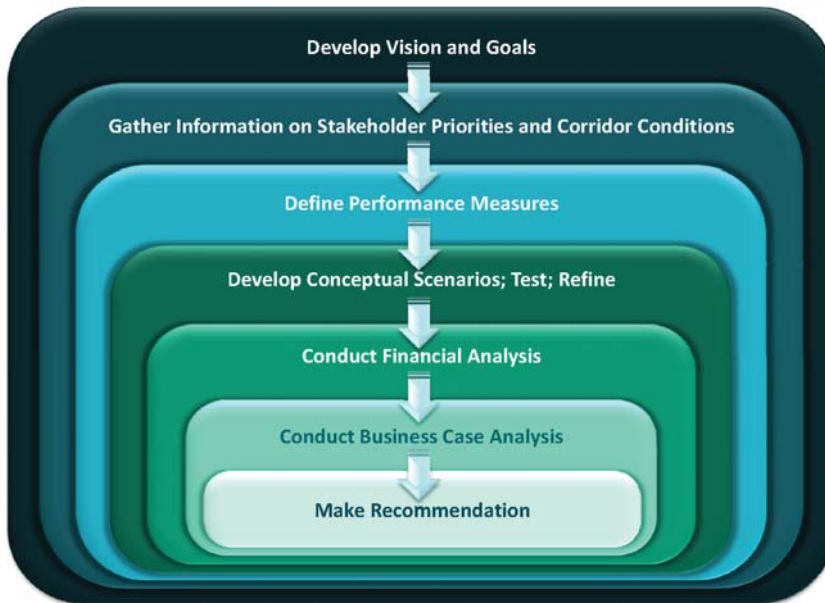 Develop Vision and Goals
Gather Information on Stakeholder Priorities and Corridor Conditions
Define Performance Measures
Develop Conceptual Scenarios; Test; Refine
Conduct Financial Analysis
Conduct Business Case Analysis
Make Recommendation